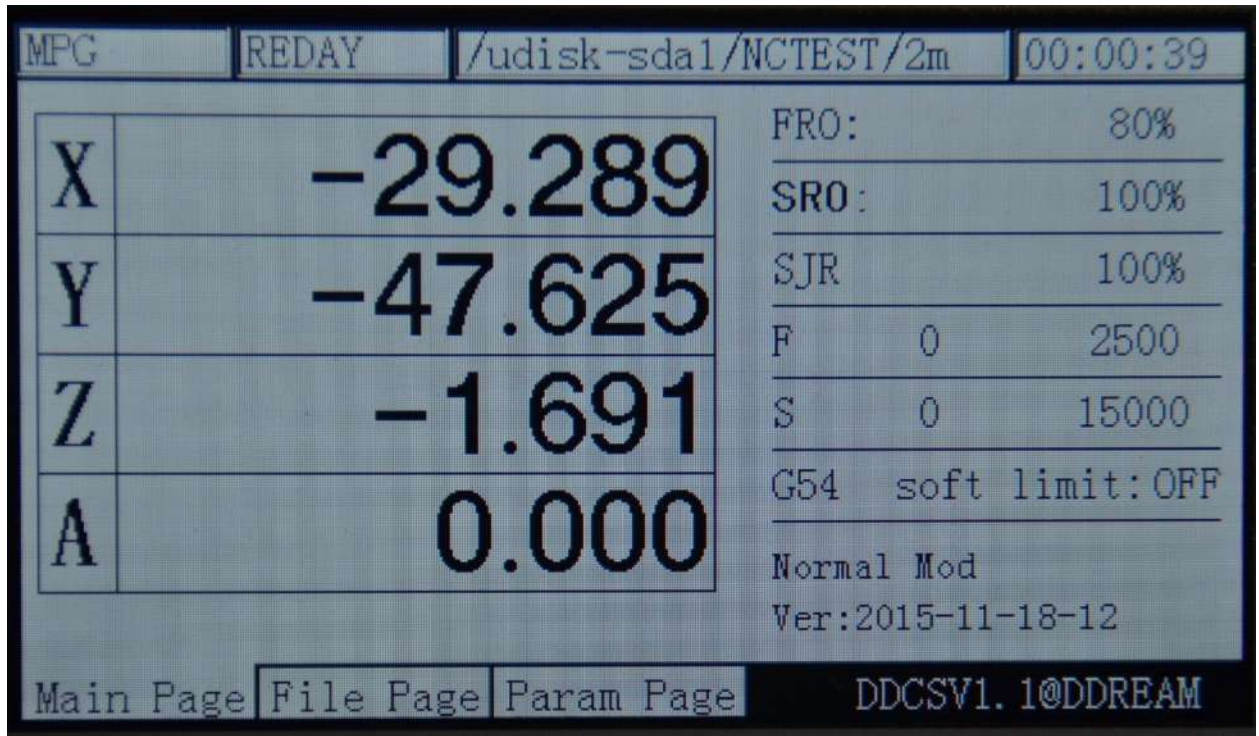 MPG REDAY /udisk-sda1/NCTEST/2m 00:00:39
X -29.289
Y -47.625
Z -1.691
A 0.000
FRO: 80%
SRO: 100%
SJR 100%
F 0 2500
S 0 15000
G54 soft limit:OFF
Normal Mod
Ver:2015-11-18-12
Main Page File Page Param Page DDCSV1.1@DDREAM